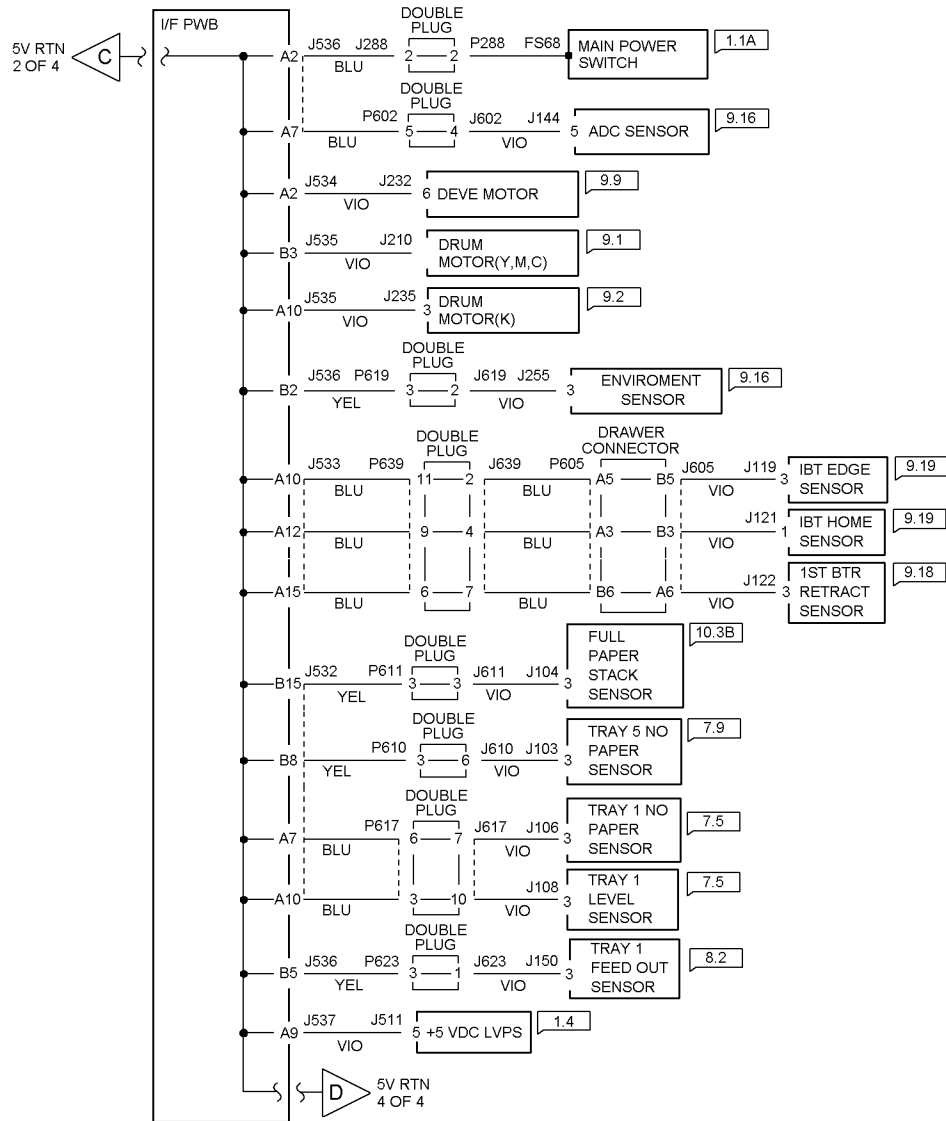 I/F PWB
5V RTN
2 OF 4
C
DOUBLE
PLUG
A2 J536 J288 2 2 P288 FS68 MAIN POWER
SWITCH
1.1A
BLU
DOUBLE
PLUG
A7 P602 5 4 J602 J144 5 ADC SENSOR 9.16
BLU VIO
A2 J534 J232 6 DEVE MOTOR 9.9
VIO
B3 J535 J210 DRUM
MOTOR(Y,M,C)
9.1
VIO
A10 J535 J235 3 DRUM
MOTOR(K)
9.2
VIO
DOUBLE
PLUG
B2 J536 P619 3 2 J619 J255 3 ENVIROMENT
SENSOR
9.16
YEL VIO
DOUBLE
PLUG
DRAWER
CONNECTOR
A10 J533 P639 11 2 J639 P605 A5 B5 J605 J119 3 IBT EDGE
SENSOR
9.19
BLU BLU VIO
A12 9 4 A3 B3 J121 1 IBT HOME
SENSOR
9.19
BLU BLU VIO
A15 6 7 B6 A6 J122 3 1ST BTR
RETRACT
SENSOR
9.18
BLU BLU VIO
DOUBLE
PLUG
B15 J532 P611 3 3 J611 J104 3 FULL
PAPER
STACK
SENSOR
10.3B
YEL VIO
DOUBLE
PLUG
B8 P610 3 6 J610 J103 3 TRAY 5 NO
PAPER
SENSOR
7.9
YEL VIO
DOUBLE
PLUG
A7 P617 6 7 J617 J106 3 TRAY 1 NO
PAPER
SENSOR
7.5
BLU VIO
A10 3 10 J108 3 TRAY 1
LEVEL
SENSOR
7.5
BLU VIO
DOUBLE
PLUG
B5 J536 P623 3 1 J623 J150 3 TRAY 1
FEED OUT
SENSOR
8.2
YEL VIO
A9 J537 J511 5 +5 VDC LVPS 1.4
VIO
D
5V RTN
4 OF 4